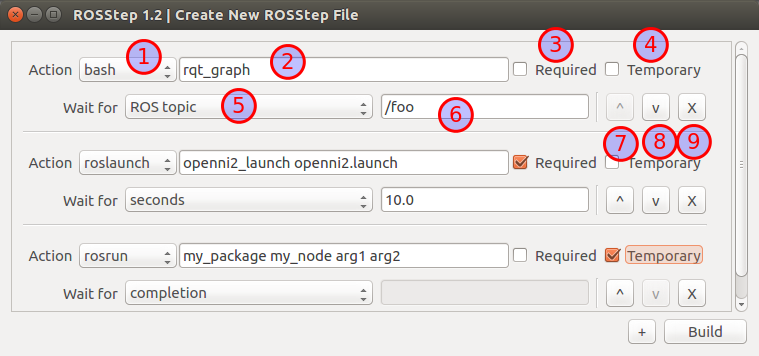 ROSStep 1.2 | Create New ROSStep File
1 2 3 4
Action bash rqt_graph Required Temporary
Wait for ROS topic 5 /foo 6 ^ v X
7 8 9
Action roslaunch openni2_launch openni2.launch Required Temporary
Wait for seconds 10.0 ^ v X
Action rosrun my_package my_node arg1 arg2 Required Temporary
Wait for completion ^ v X
+ Build